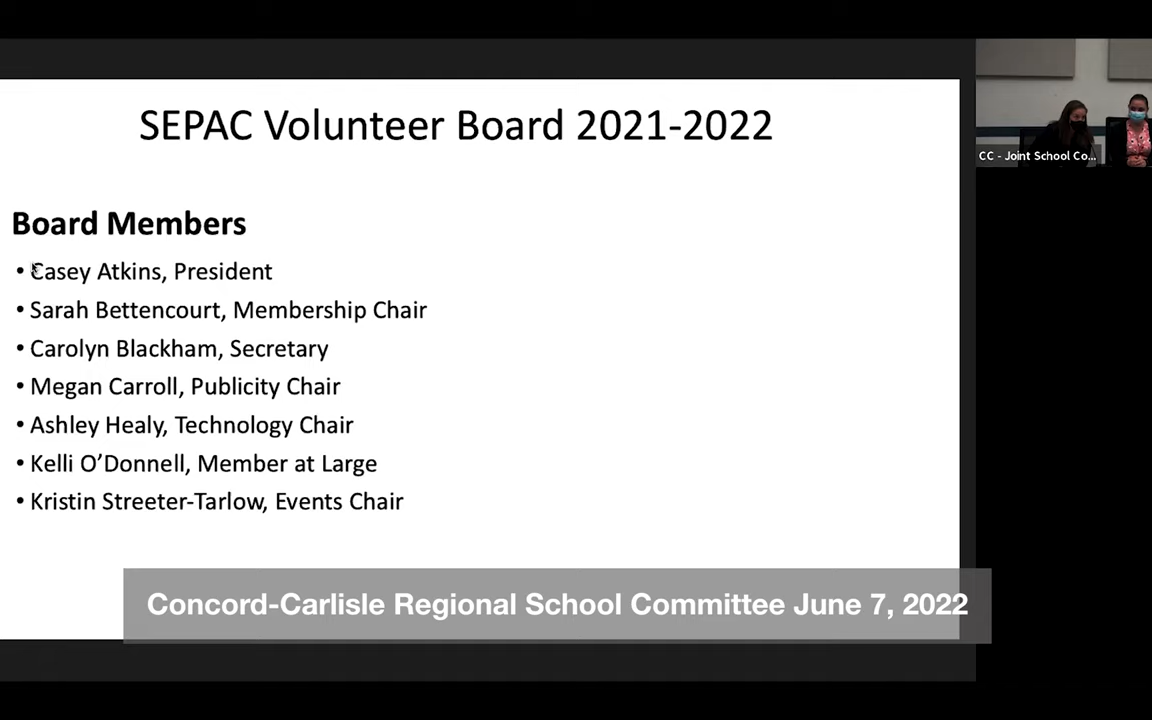 SEPAC Volunteer Board 2021-2022
CC - Joint School Co...
Board Members
• Casey Atkins, President
• Sarah Bettencourt, Membership Chair
• Carolyn Blackham, Secretary
• Megan Carroll, Publicity Chair
• Ashley Healy, Technology Chair
• Kelli O’Donnell, Member at Large
• Kristin Streeter-Tarlow, Events Chair
Concord-Carlisle Regional School Committee June 7, 2022